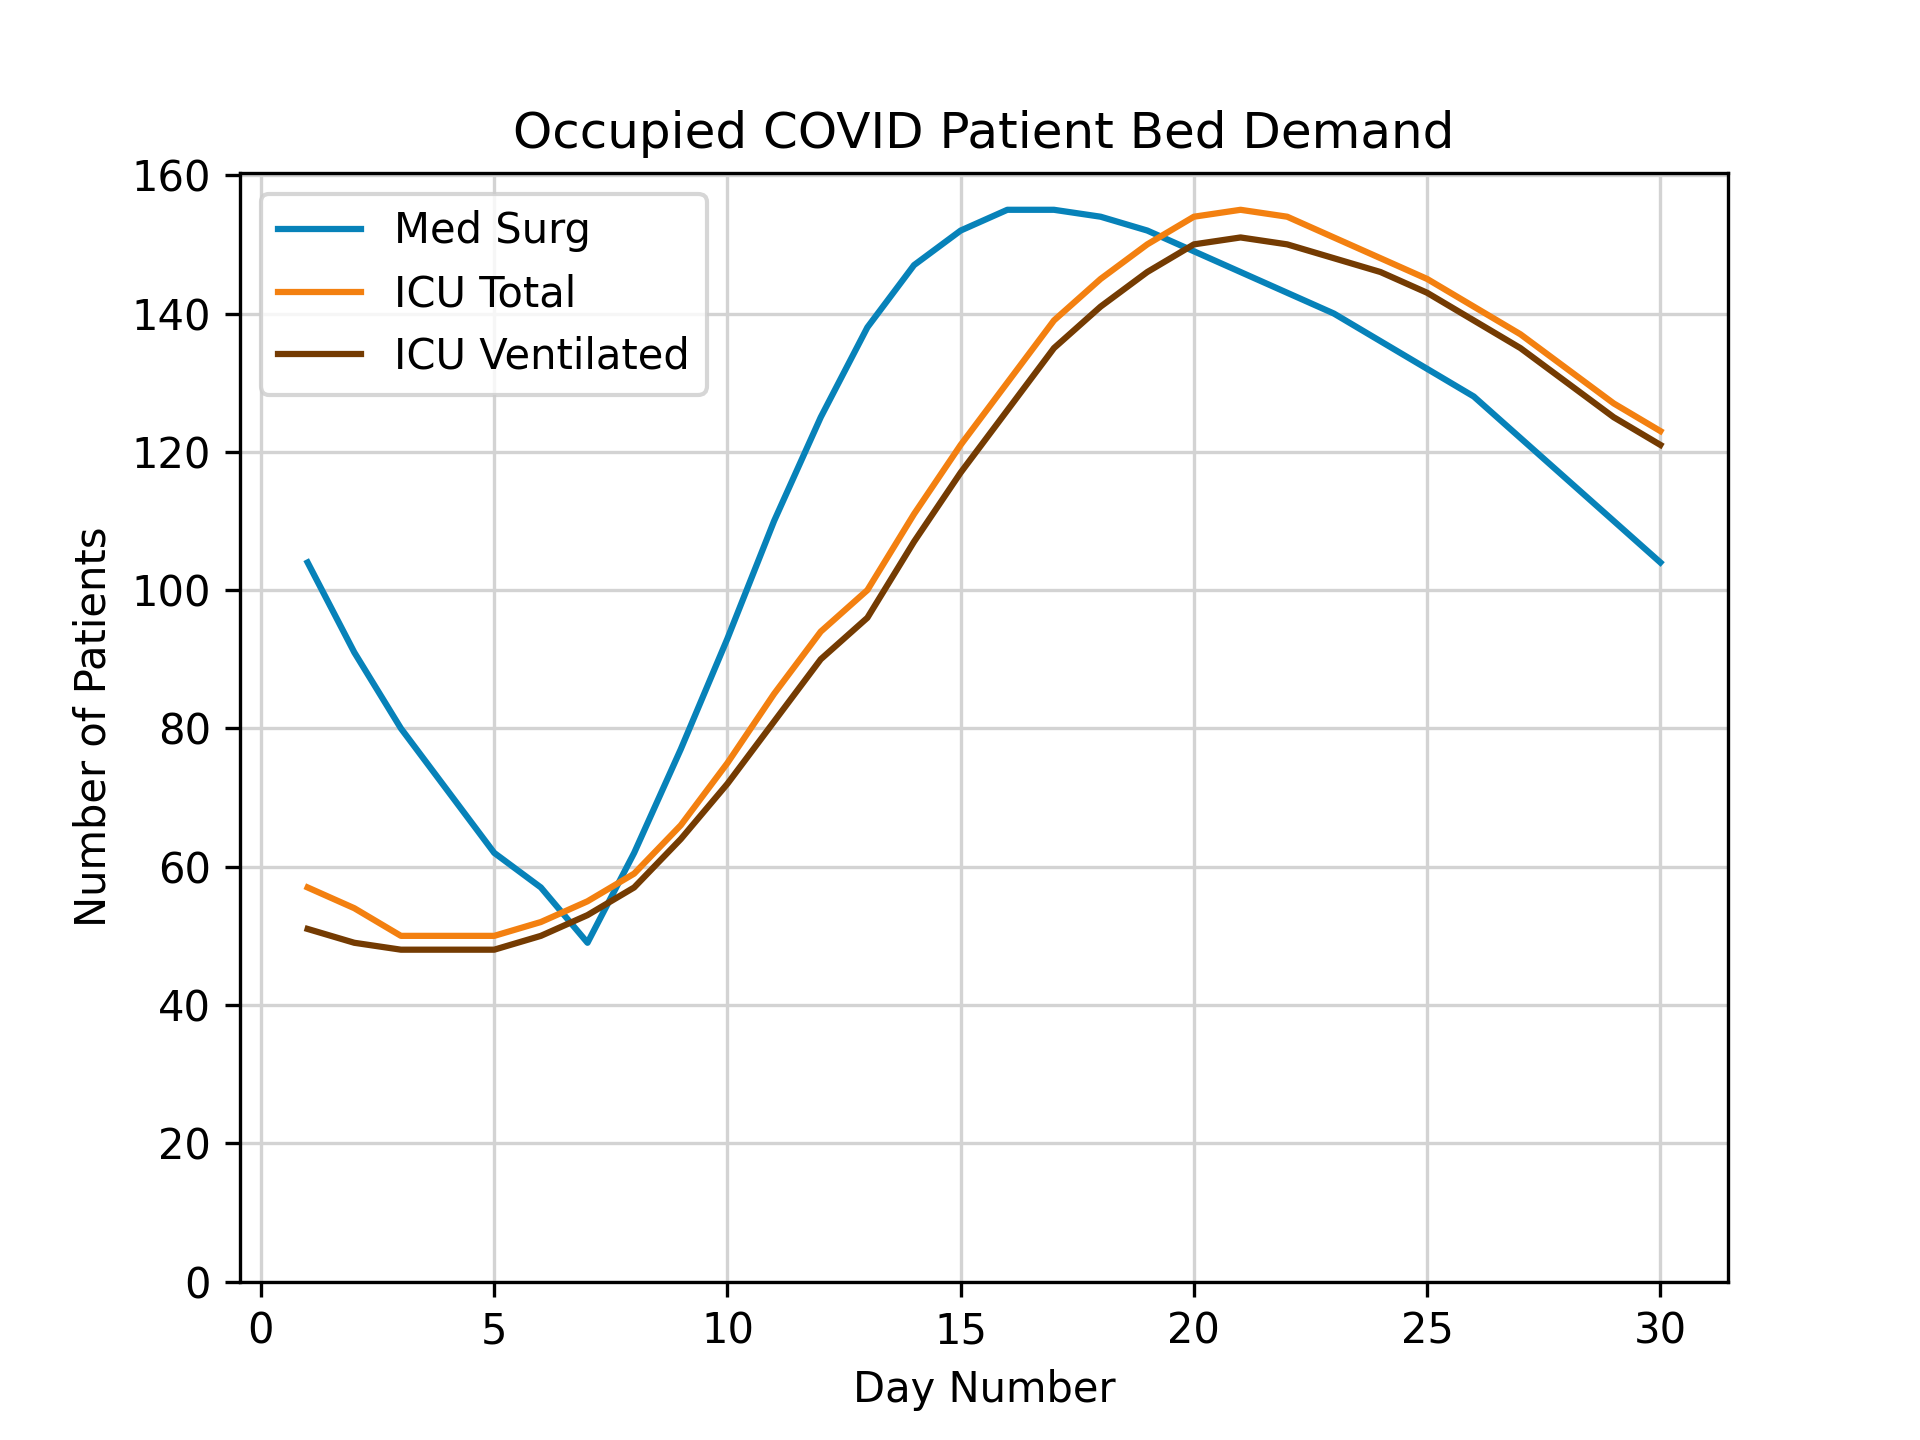 Occupied COVID Patient Bed Demand
160
140
120
100
80
60
40
20
0
Number of Patients
Med Surg
ICU Total
ICU Ventilated
0 5 10 15 20 25 30
Day Number